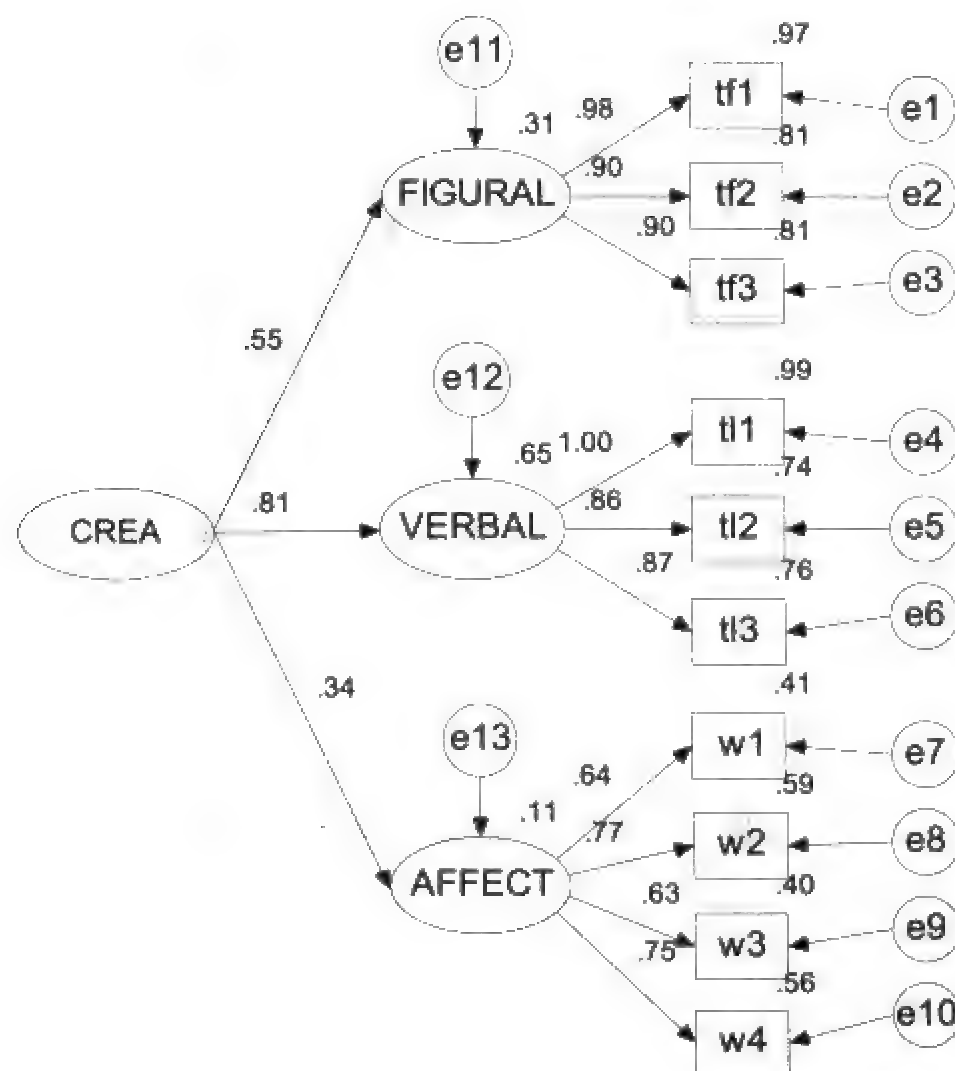 .97
e11
tf1
e1
.31
.98
.81
FIGURAL
.90
tf2
e2
.90
.81
tf3
e3
.55
e12
.99
tl1
e4
.65
1.00
.74
CREA
.81
VERBAL
.86
tl2
e5
.87
.76
tl3
e6
.34
.41
e13
w1
e7
.64
.59
.11
.77
w2
e8
AFFECT
.63
.40
w3
e9
.75
.56
w4
e10